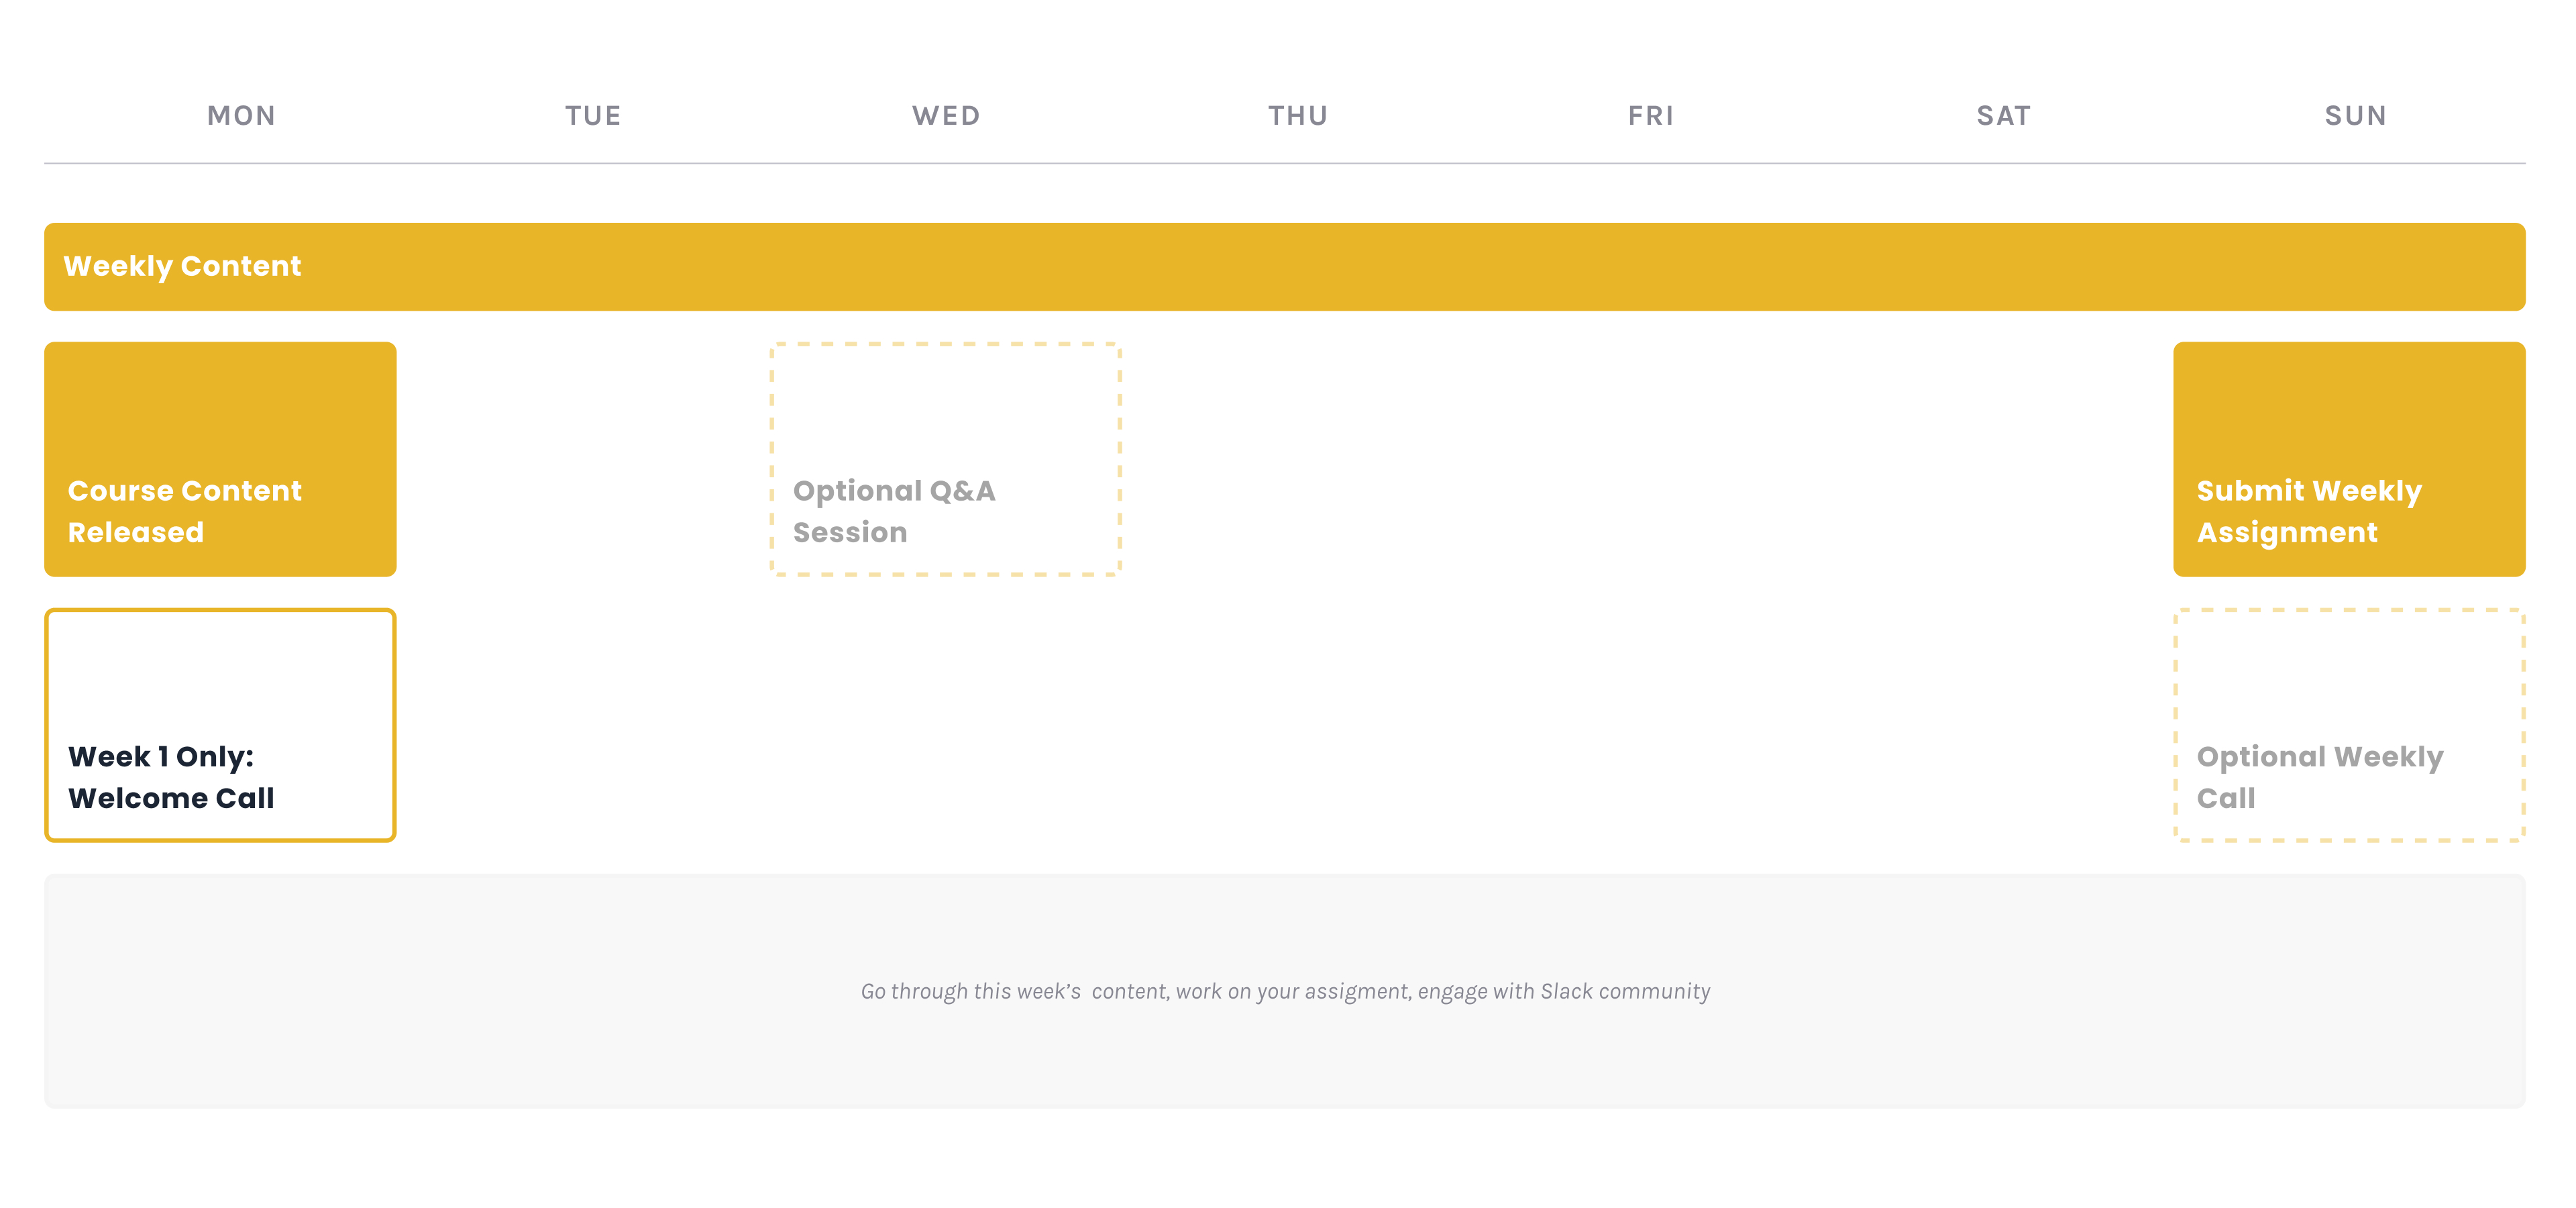 MON TUE WED THU FRI SAT SUN
Weekly Content
Course Content
Released
Optional Q&A
Session
Submit Weekly
Assignment
Week 1 Only:
Welcome Call
Optional Weekly
Call
Go through this week’s  content, work on your assigment, engage with Slack community